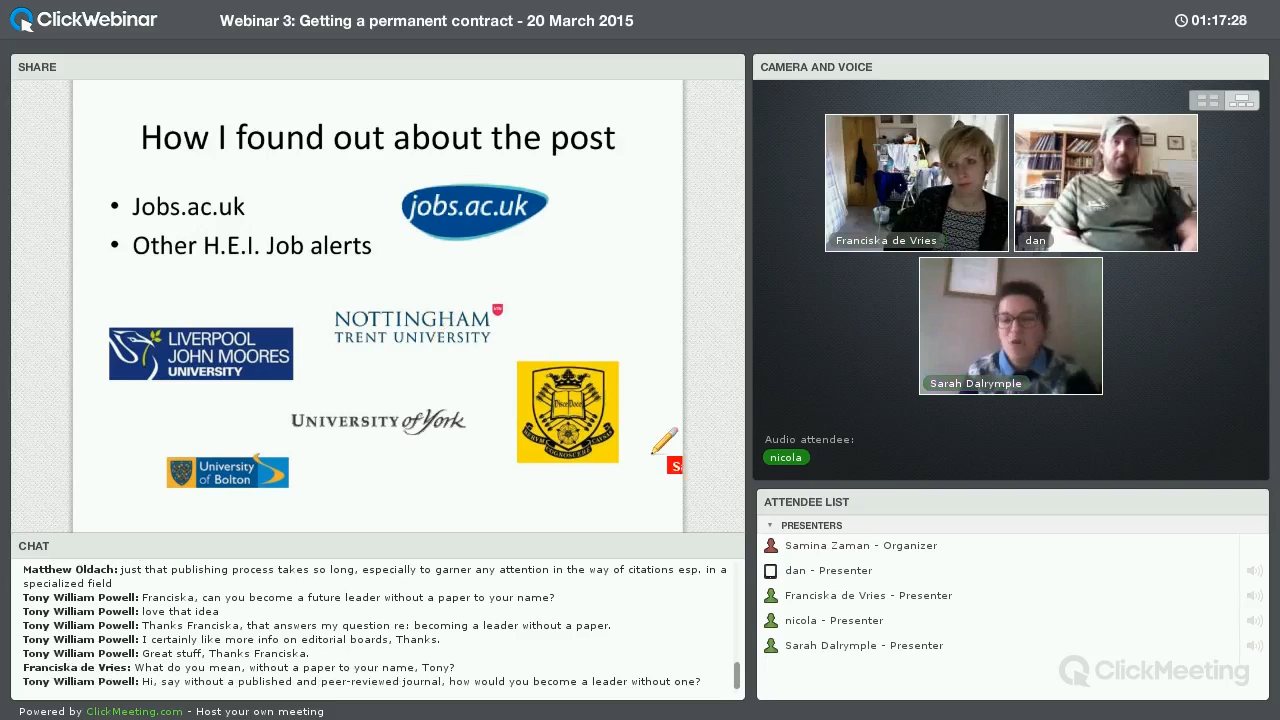 ClickWebinar
Webinar 3: Getting a permanent contract - 20 March 2015
01:17:28
SHARE
How I found out about the post
• Jobs.ac.uk
jobs.ac.uk
• Other H.E.I. Job alerts
NOTTINGHAM
TRENT UNIVERSITY
LIVERPOOL
JOHN MOORES
UNIVERSITY
UNIVERSITY of York
University
of Bolton
CHAT
Matthew Oldach: just that publishing process takes so long, especially to garner any attention in the way of citations esp. in a
specialized field
Tony William Powell: Franciska, can you become a future leader without a paper to your name?
Tony William Powell: love that idea
Tony William Powell: Thanks Franciska, that answers my question re: becoming a leader without a paper.
Tony William Powell: I certainly like more info on editorial boards, Thanks.
Tony William Powell: Great stuff, Thanks Franciska.
Franciska de Vries: What do you mean, without a paper to your name, Tony?
Tony William Powell: Hi, say without a published and peer-reviewed journal, how would you become a leader without one?
CAMERA AND VOICE
Franciska de Vries
dan
Sarah Dalrymple
Audio attendee:
nicola
ATTENDEE LIST
PRESENTERS
Samina Zaman - Organizer
dan - Presenter
Franciska de Vries - Presenter
nicola - Presenter
Sarah Dalrymple - Presenter
ClickMeeting
Powered by ClickMeeting.com - Host your own meeting